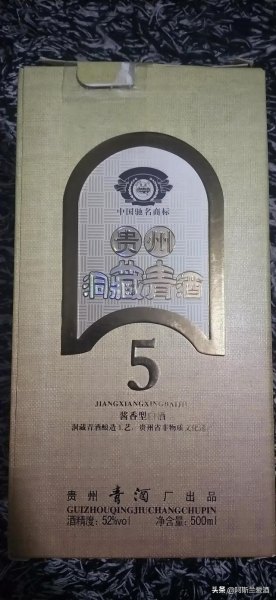 中国驰名商标
贵州
洞藏青酒
5
JIANGXIANGXINGBAIJIU
酱香型白酒
洞藏青酒酿造工艺，贵州省非物质文化遗
贵州青酒厂出品
GUIZHOUQINGJIUCHANGCHUPIN
酒精度：52%vol 净含量：500ml
头条 @阿斯兰爱酒